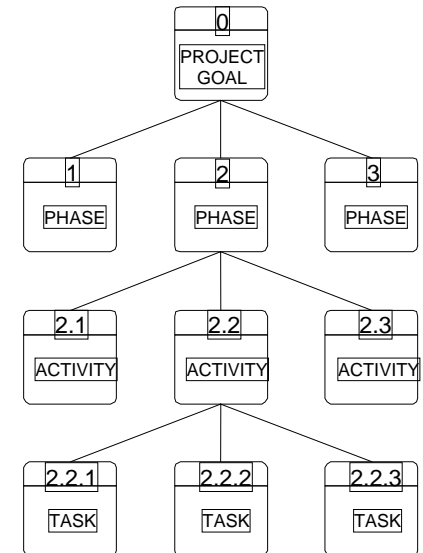 0
PROJECT
GOAL
1
2
3
PHASE
PHASE
PHASE
2.1
2.2
2.3
ACTIVITY
ACTIVITY
ACTIVITY
2.2.1
2.2.2
2.2.3
TASK
TASK
TASK